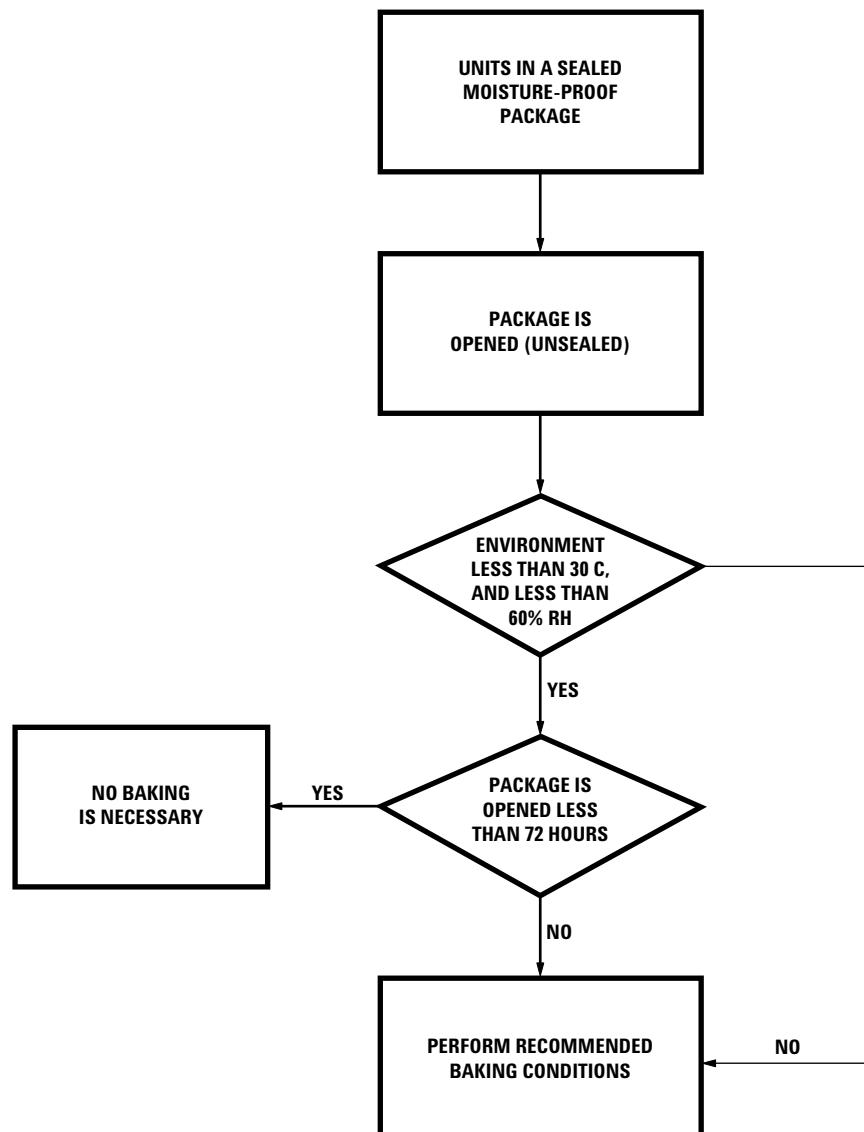 UNITS IN A SEALED
MOISTURE-PROOF
PACKAGE
PACKAGE IS
OPENED (UNSEALED)
ENVIRONMENT
LESS THAN 30 C,
AND LESS THAN
60% RH
YES
PACKAGE IS
OPENED LESS
THAN 72 HOURS
YES
NO BAKING
IS NECESSARY
NO
PERFORM RECOMMENDED
BAKING CONDITIONS
NO